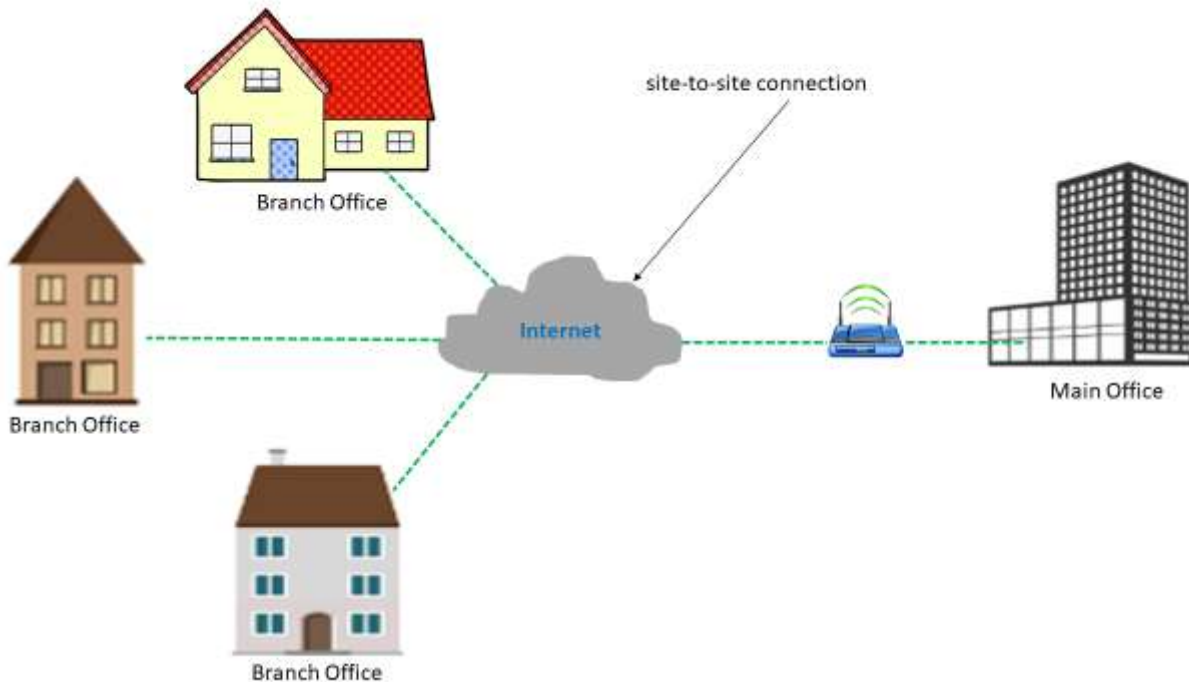 site-to-site connection
Branch Office
Internet
Main Office
Branch Office
Branch Office